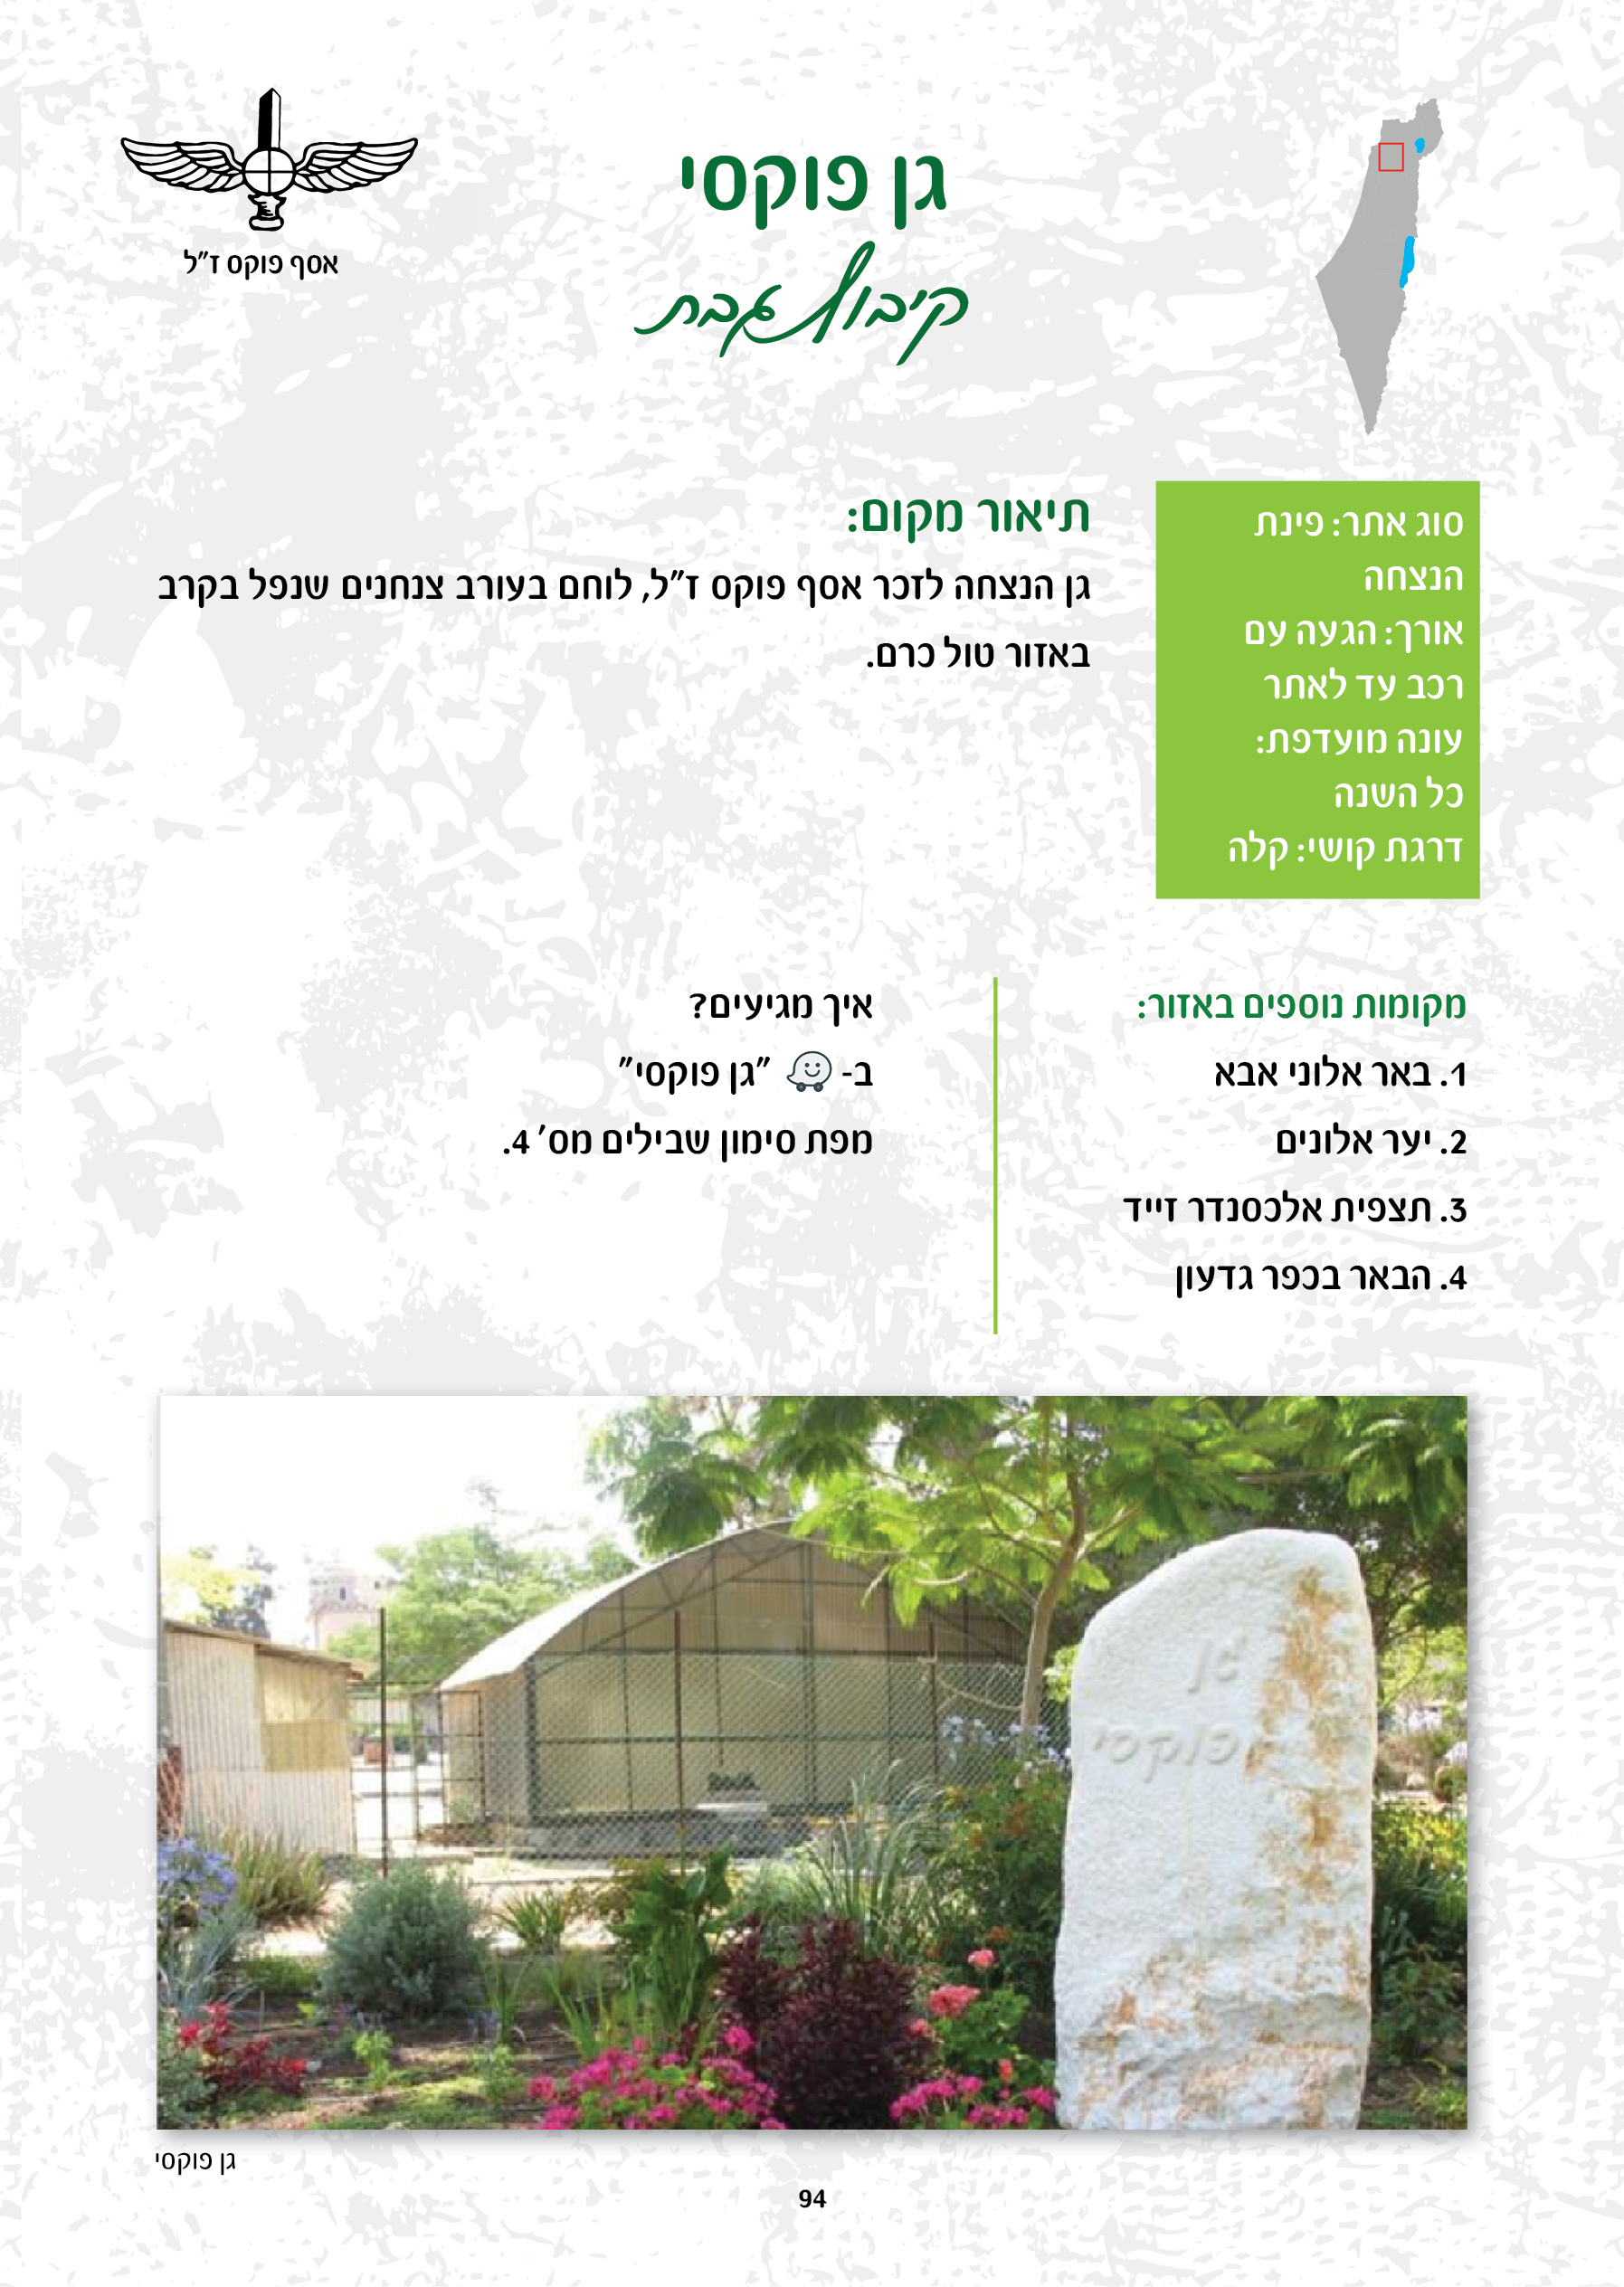 גן פוקסי
קיבוץ גבת
אסף פוקס ז"ל
סוג אתר: פינת
הנצחה
אורך: הגעה עם
רכב עד לאתר
עונה מועדפת:
כל השנה
דרגת קושי: קלה
תיאור מקום:
גן הנצחה לזכר אסף פוקס ז"ל, לוחם בעורב צנחנים שנפל בקרב
באזור טול כרם.
מקומות נוספים באזור:
1. באר אלוני אבא
2. יער אלונים
3. תצפית אלכסנדר זייד
4. הבאר בכפר גדעון
איך מגיעים?
ב- "גן פוקסי"
מפת סימון שבילים מס' 4.
גן
פוקסי
גן פוקסי
94